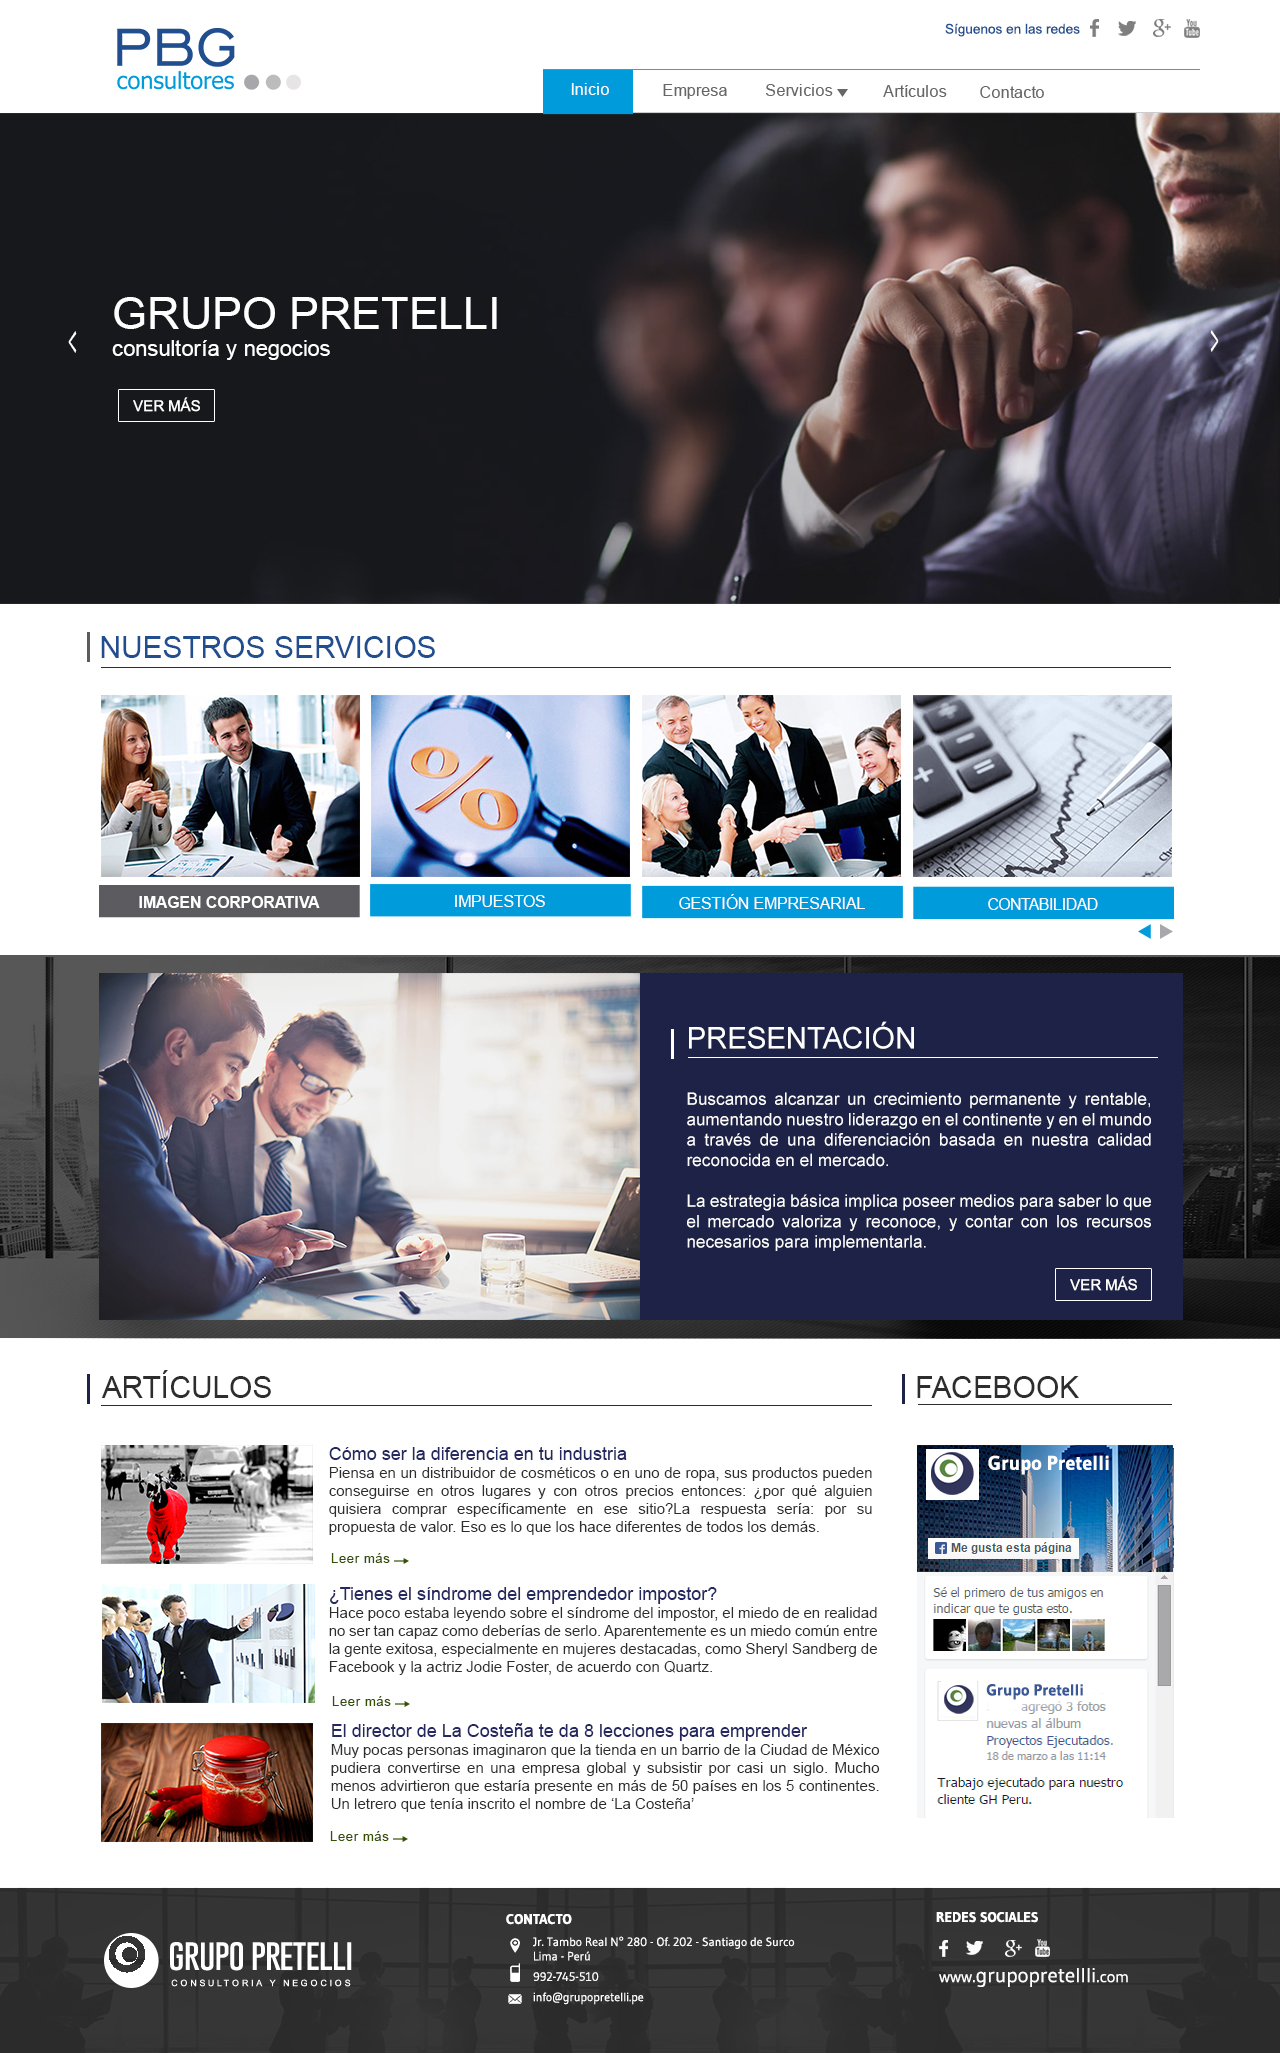 PBG
consultores
Síguenos en las redes
You
Tube
Inicio
Empresa
Servicios
Artículos
Contacto
GRUPO PRETELLI
consultoría y negocios
VER MÁS
NUESTROS SERVICIOS
IMAGEN CORPORATIVA
IMPUESTOS
GESTIÓN EMPRESARIAL
CONTABILIDAD
PRESENTACIÓN
Buscamos alcanzar un crecimiento permanente y rentable,
aumentando nuestro liderazgo en el continente y en el mundo
a través de una diferenciación basada en nuestra calidad
reconocida en el mercado.
La estrategia básica implica poseer medios para saber lo que
el mercado valoriza y reconoce, y contar con los recursos
necesarios para implementarla.
VER MÁS
ARTÍCULOS
Cómo ser la diferencia en tu industria
Piensa en un distribuidor de cosméticos o en uno de ropa, sus productos pueden
conseguirse en otros lugares y con otros precios entonces: ¿por qué alguien
quisiera comprar específicamente en ese sitio?La respuesta sería: por su
propuesta de valor. Eso es lo que los hace diferentes de todos los demás.
Leer más
¿Tienes el síndrome del emprendedor impostor?
Hace poco estaba leyendo sobre el síndrome del impostor, el miedo de en realidad
no ser tan capaz como deberías de serlo. Aparentemente es un miedo común entre
la gente exitosa, especialmente en mujeres destacadas, como Sheryl Sandberg de
Facebook y la actriz Jodie Foster, de acuerdo con Quartz.
Leer más
El director de La Costeña te da 8 lecciones para emprender
Muy pocas personas imaginaron que la tienda en un barrio de la Ciudad de México
pudiera convertirse en una empresa global y subsistir por casi un siglo. Mucho
menos advirtieron que estaría presente en más de 50 países en los 5 continentes.
Un letrero que tenía inscrito el nombre de ‘La Costeña’
Leer más
FACEBOOK
Grupo Pretelli
Me gusta esta página
Sé el primero de tus amigos en
indicar que te gusta esto.
Grupo Pretelli
agregó 3 fotos
nuevas al álbum
Proyectos Ejecutados.
18 de marzo a las 11:14
Trabajo ejecutado para nuestro
cliente GH Peru.
GRUPO PRETELLI
CONSULTORIA Y NEGOCIOS
CONTACTO
Jr. Tambo Real N° 280 - Of. 202 - Santiago de Surco
Lima - Perú
992-745-510
info@grupopretelli.pe
REDES SOCIALES
You
Tube
www.grupopretellli.com